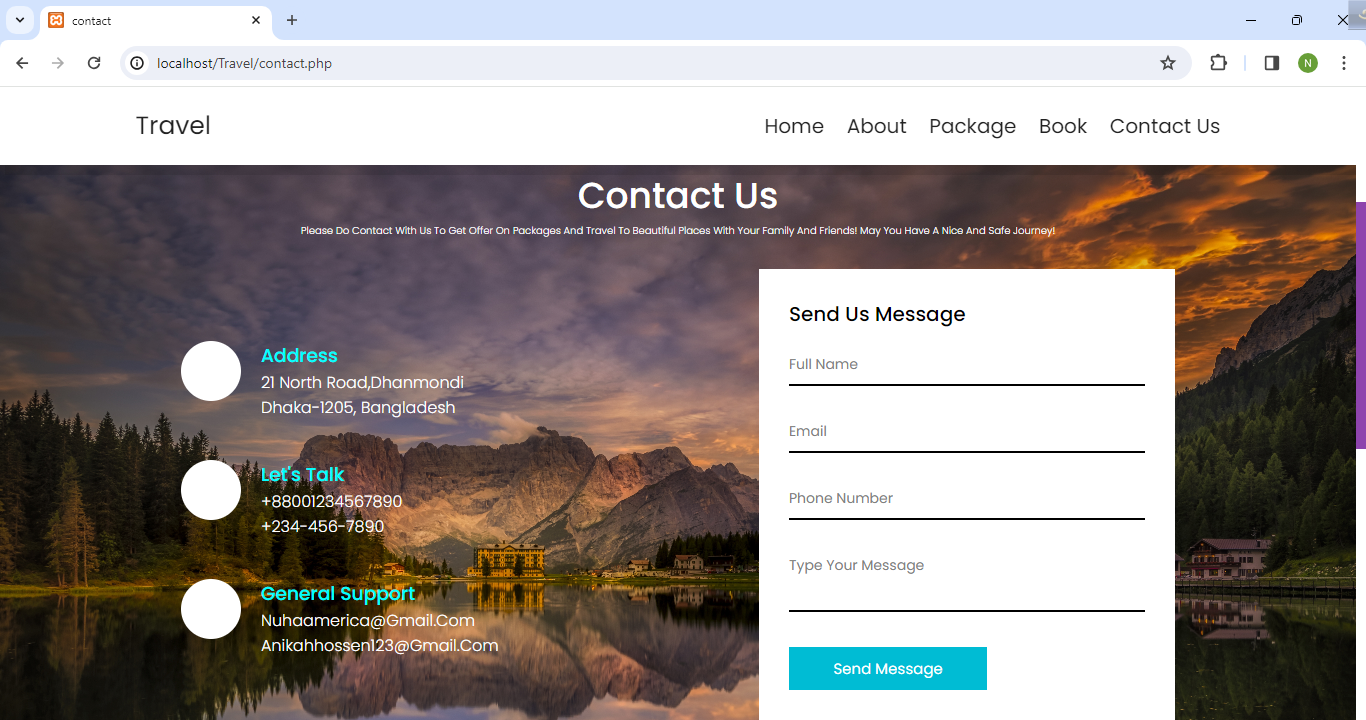 contact
localhost/Travel/contact.php
N
Travel
Home About Package Book Contact Us
Contact Us
Please Do Contact With Us To Get Offer On Packages And Travel To Beautiful Places With Your Family And Friends! May You Have A Nice And Safe Journey!
Address
21 North Road,Dhanmondi
Dhaka-1205, Bangladesh
Let's Talk
+88001234567890
+234-456-7890
General Support
Nuhaamerica@Gmail.Com
Anikahhossen123@Gmail.Com
Send Us Message
Full Name
Email
Phone Number
Type Your Message
Send Message